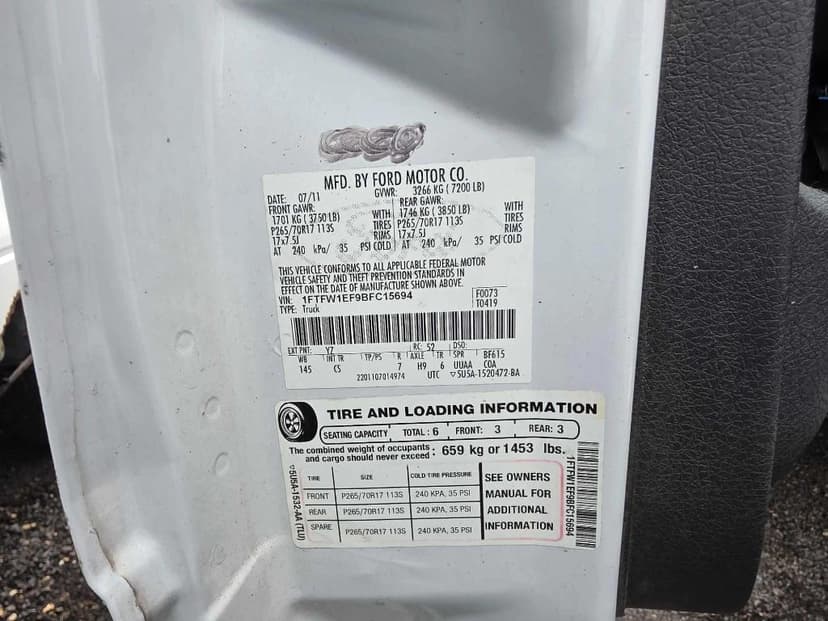 MFD. BY FORD MOTOR CO.
DATE: 07/11 GVWR: 3266 KG ( 7200 LB)
FRONT GAWR: REAR GAWR:
1701 KG ( 3750 LB) WITH 1746 KG ( 3850 LB) WITH
P265/70R17 113S TIRES P265/70R17 113S TIRES
17x7.5J RIMS 17x7.5J RIMS
AT 240 kPa/ 35 PSI COLD AT 240 kPa/ 35 PSI COLD
THIS VEHICLE CONFORMS TO ALL APPLICABLE FEDERAL MOTOR
VEHICLE SAFETY AND THEFT PREVENTION STANDARDS IN
EFFECT ON THE DATE OF MANUFACTURE SHOWN ABOVE.
VIN: 1FTFW1EF9BFC15694 F0073
TYPE: Truck T0419
EXT PNT: YZ RC: 52 DSO:
WB INT TR TP/PS R AXLE TR SPR BF615
145 CS 7 H9 6 UUAA COA
2201107014974 UTC ▽5U5A-1520472-BA
TIRE AND LOADING INFORMATION
SEATING CAPACITY TOTAL: 6 FRONT: 3 REAR: 3
The combined weight of occupants and cargo should never exceed: 659 kg or 1453 lbs.
TIRE SIZE COLD TIRE PRESSURE
FRONT P265/70R17 113S 240 KPA, 35 PSI
REAR P265/70R17 113S 240 KPA, 35 PSI
SPARE P265/70R17 113S 240 KPA, 35 PSI
SEE OWNERS
MANUAL FOR
ADDITIONAL
INFORMATION
▽5U5A-1532-AA (TLU)
1FTFW1EF9BFC15694